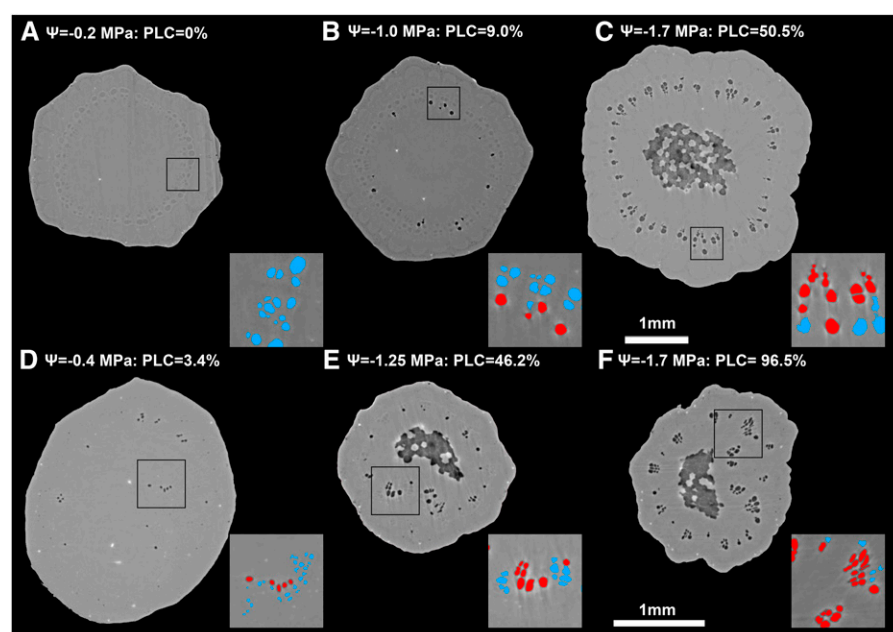 A Ψ=-0.2 MPa: PLC=0%
B Ψ=-1.0 MPa: PLC=9.0%
C Ψ=-1.7 MPa: PLC=50.5%
1mm
D Ψ=-0.4 MPa: PLC=3.4%
E Ψ=-1.25 MPa: PLC=46.2%
F Ψ=-1.7 MPa: PLC= 96.5%
1mm